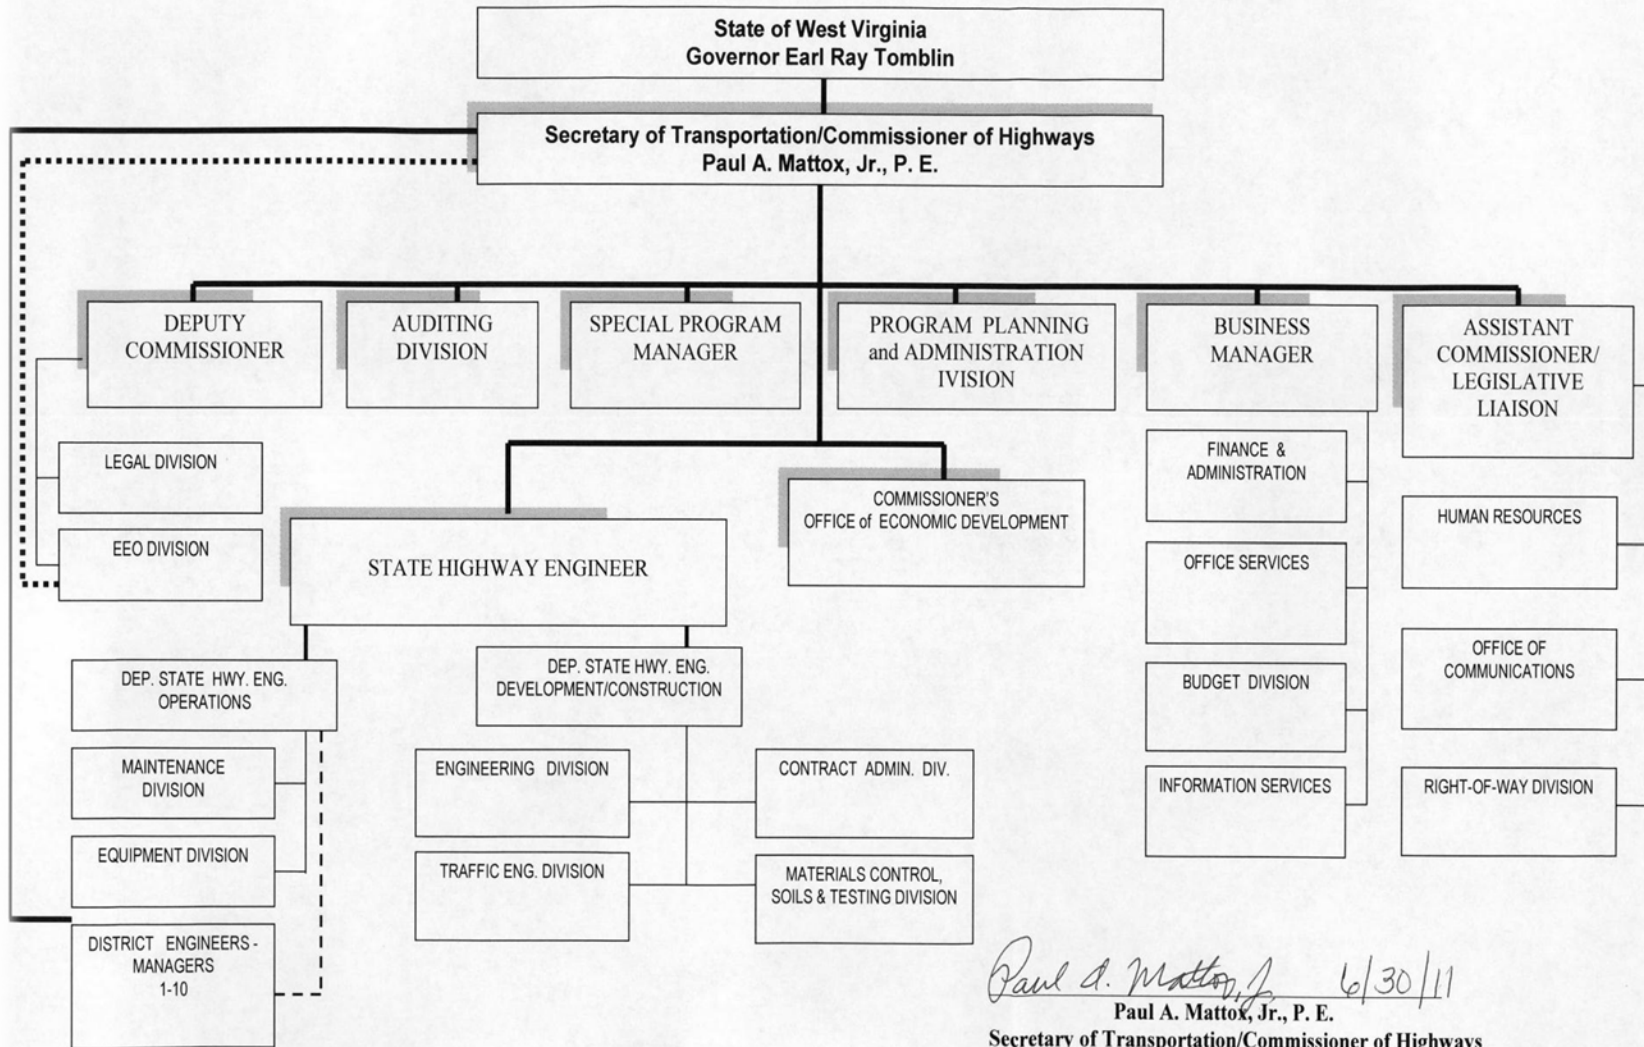 State of West Virginia
Governor Earl Ray Tomblin
Secretary of Transportation/Commissioner of Highways
Paul A. Mattox, Jr., P. E.
DEPUTY
COMMISSIONER
AUDITING
DIVISION
SPECIAL PROGRAM
MANAGER
PROGRAM PLANNING
and ADMINISTRATION
IVISION
BUSINESS
MANAGER
ASSISTANT
COMMISSIONER/
LEGISLATIVE
LIAISON
LEGAL DIVISION
EEO DIVISION
STATE HIGHWAY ENGINEER
COMMISSIONER'S
OFFICE of ECONOMIC DEVELOPMENT
FINANCE &
ADMINISTRATION
OFFICE SERVICES
BUDGET DIVISION
INFORMATION SERVICES
HUMAN RESOURCES
OFFICE OF
COMMUNICATIONS
RIGHT-OF-WAY DIVISION
DEP. STATE HWY. ENG.
OPERATIONS
MAINTENANCE
DIVISION
EQUIPMENT DIVISION
DISTRICT ENGINEERS -
MANAGERS
1-10
DEP. STATE HWY. ENG.
DEVELOPMENT/CONSTRUCTION
ENGINEERING DIVISION
CONTRACT ADMIN. DIV.
TRAFFIC ENG. DIVISION
MATERIALS CONTROL,
SOILS & TESTING DIVISION
Paul A. Mattox, Jr. 6/30/11
Paul A. Mattox, Jr., P. E.
Secretary of Transportation/Commissioner of Highways